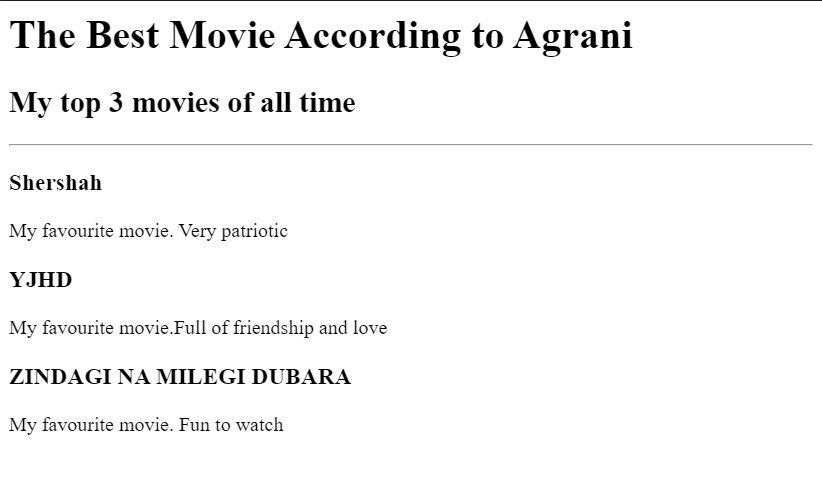 The Best Movie According to Agrani
My top 3 movies of all time
Shershah
My favourite movie. Very patriotic
YJHD
My favourite movie.Full of friendship and love
ZINDAGI NA MILEGI DUBARA
My favourite movie. Fun to watch